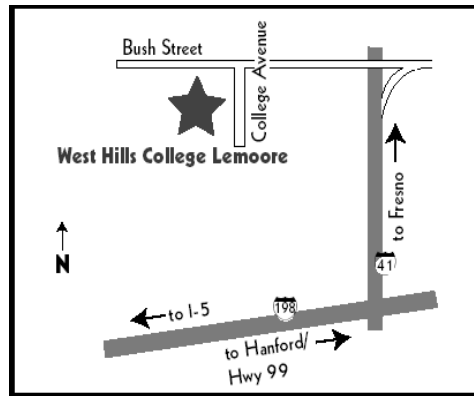 Bush Street
College Avenue
West Hills College Lemoore
to Fresno
N
41
to I-5
198
to Hanford/
Hwy 99